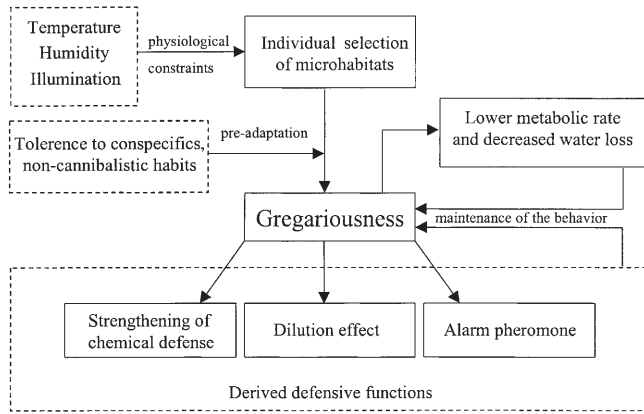 Temperature
Humidity
Illumination
physiological
constraints
Individual selection
of microhabitats
Tolerence to conspecifics,
non-cannibalistic habits
pre-adaptation
Lower metabolic rate
and decreased water loss
Gregariousness
maintenance of the behavior
Strengthening of
chemical defense
Dilution effect
Alarm pheromone
Derived defensive functions